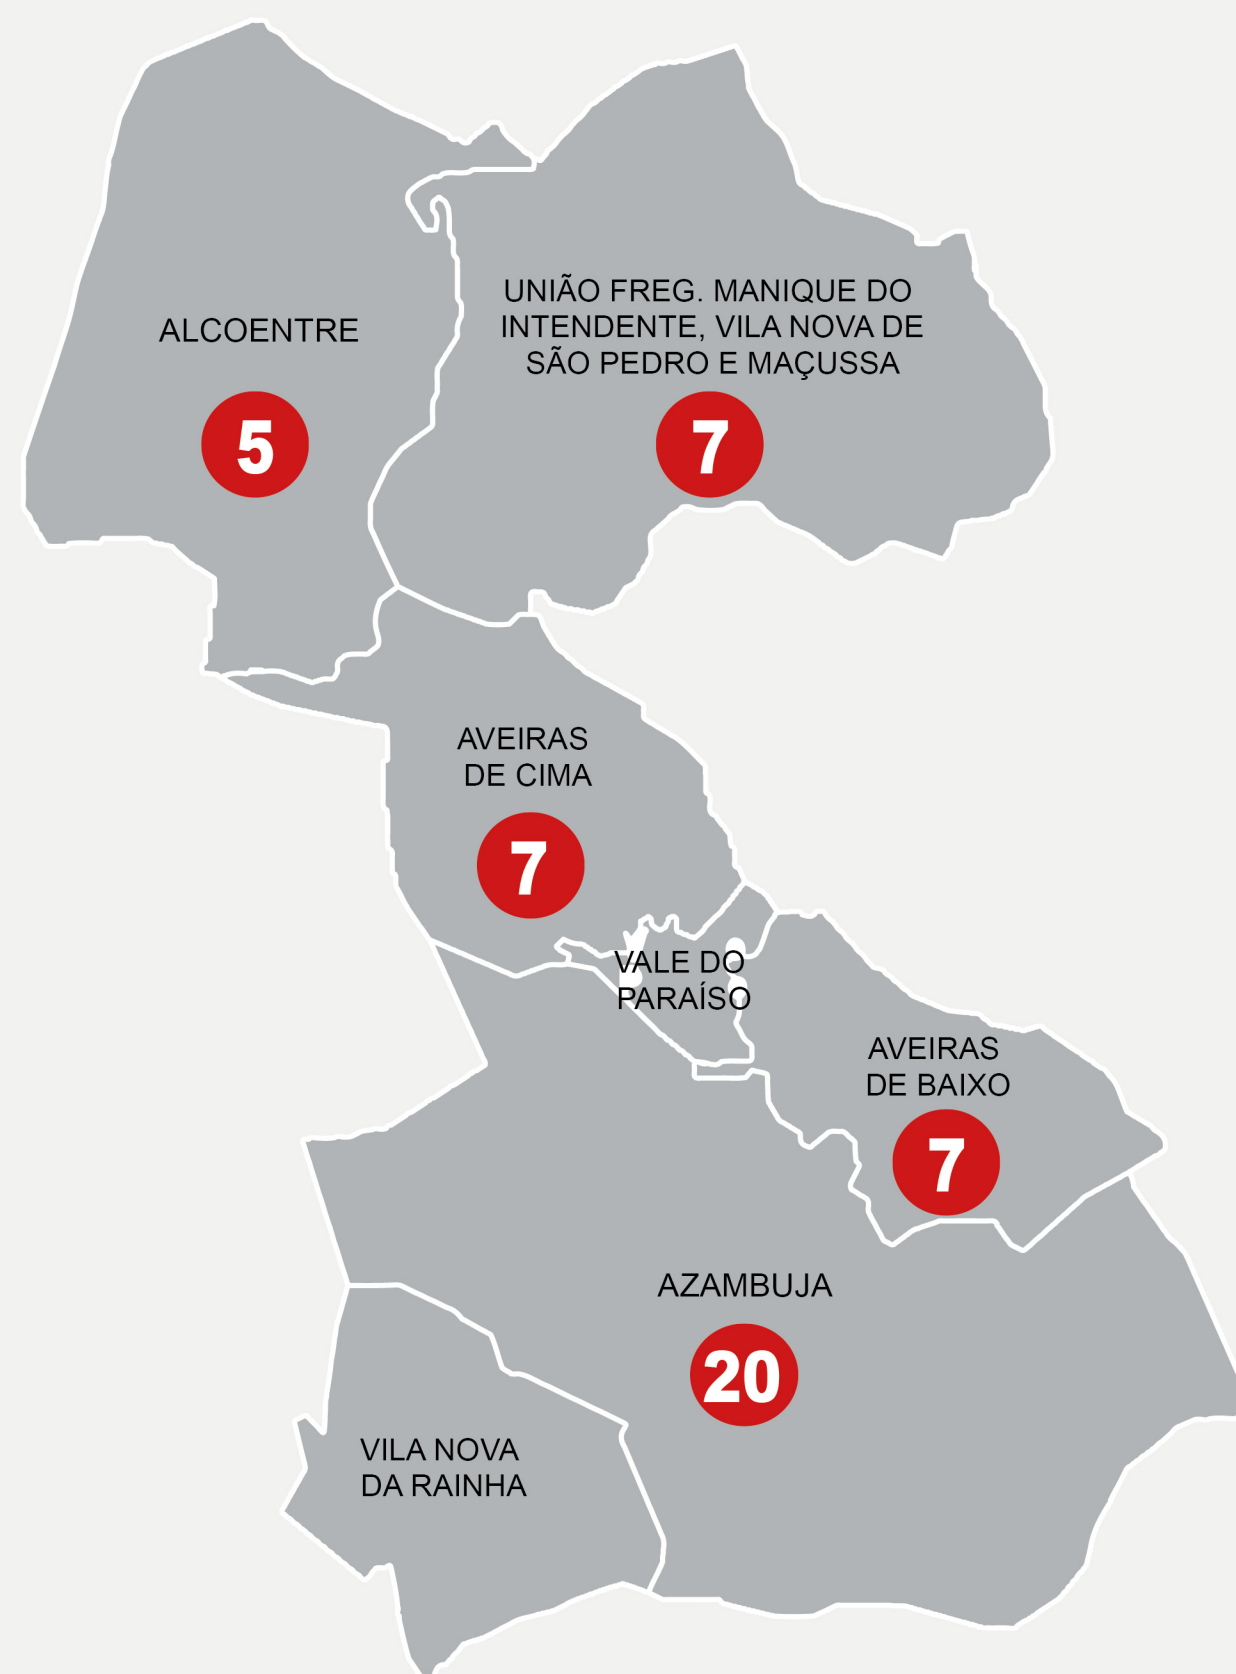 ALCOENTRE
5
UNIÃO FREG. MANIQUE DO
INTENDENTE, VILA NOVA DE
SÃO PEDRO E MAÇUSSA
7
AVEIRAS
DE CIMA
7
VALE DO
PARAÍSO
AVEIRAS
DE BAIXO
7
AZAMBUJA
20
VILA NOVA
DA RAINHA